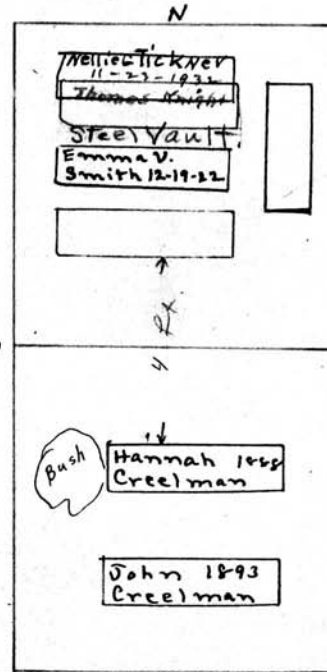 N
Nellie Tickner
11-23-1932
Thomas Knight
Steel Vault
Emma V.
Smith 12-19-22
Bush
Hannah 1888
Creelman
John 1893
Creelman